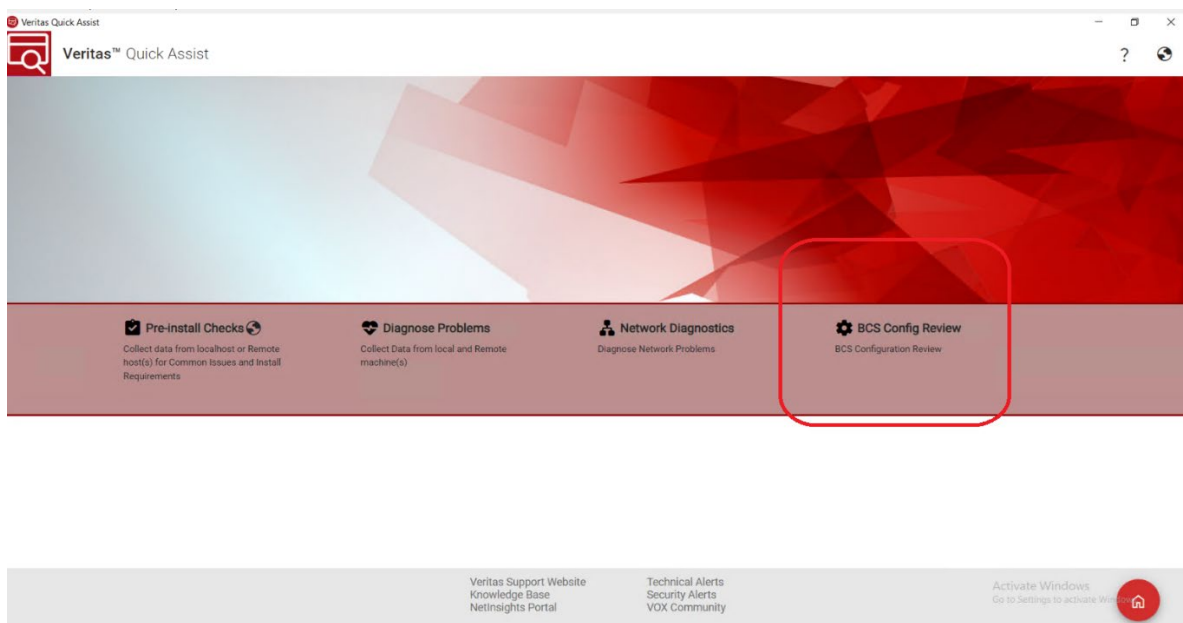 Veritas Quick Assist
Veritas™ Quick Assist
?
Pre-install Checks
Collect data from localhost or Remote
host(s) for Common Issues and Install
Requirements
Diagnose Problems
Collect Data from local and Remote
machine(s)
Network Diagnostics
Diagnose Network Problems
BCS Config Review
BCS Configuration Review
Veritas Support Website
Knowledge Base
NetInsights Portal
Technical Alerts
Security Alerts
VOX Community
Activate Windows
Go to Settings to activate Windows